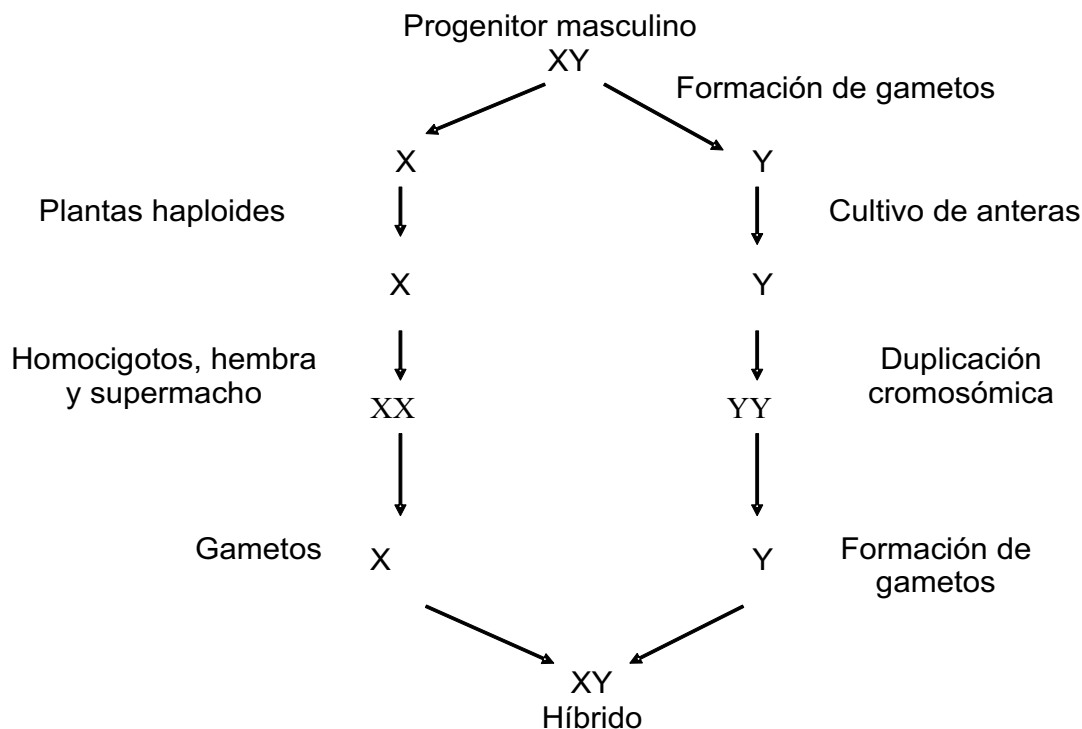 Progenitor masculino
XY
Formación de gametos
X
Y
Plantas haploides
Cultivo de anteras
X
Y
Homocigotos, hembra
y supermacho
Duplicación
cromosómica
XX
YY
Gametos
X
Y
Formación de
gametos
XY
Híbrido